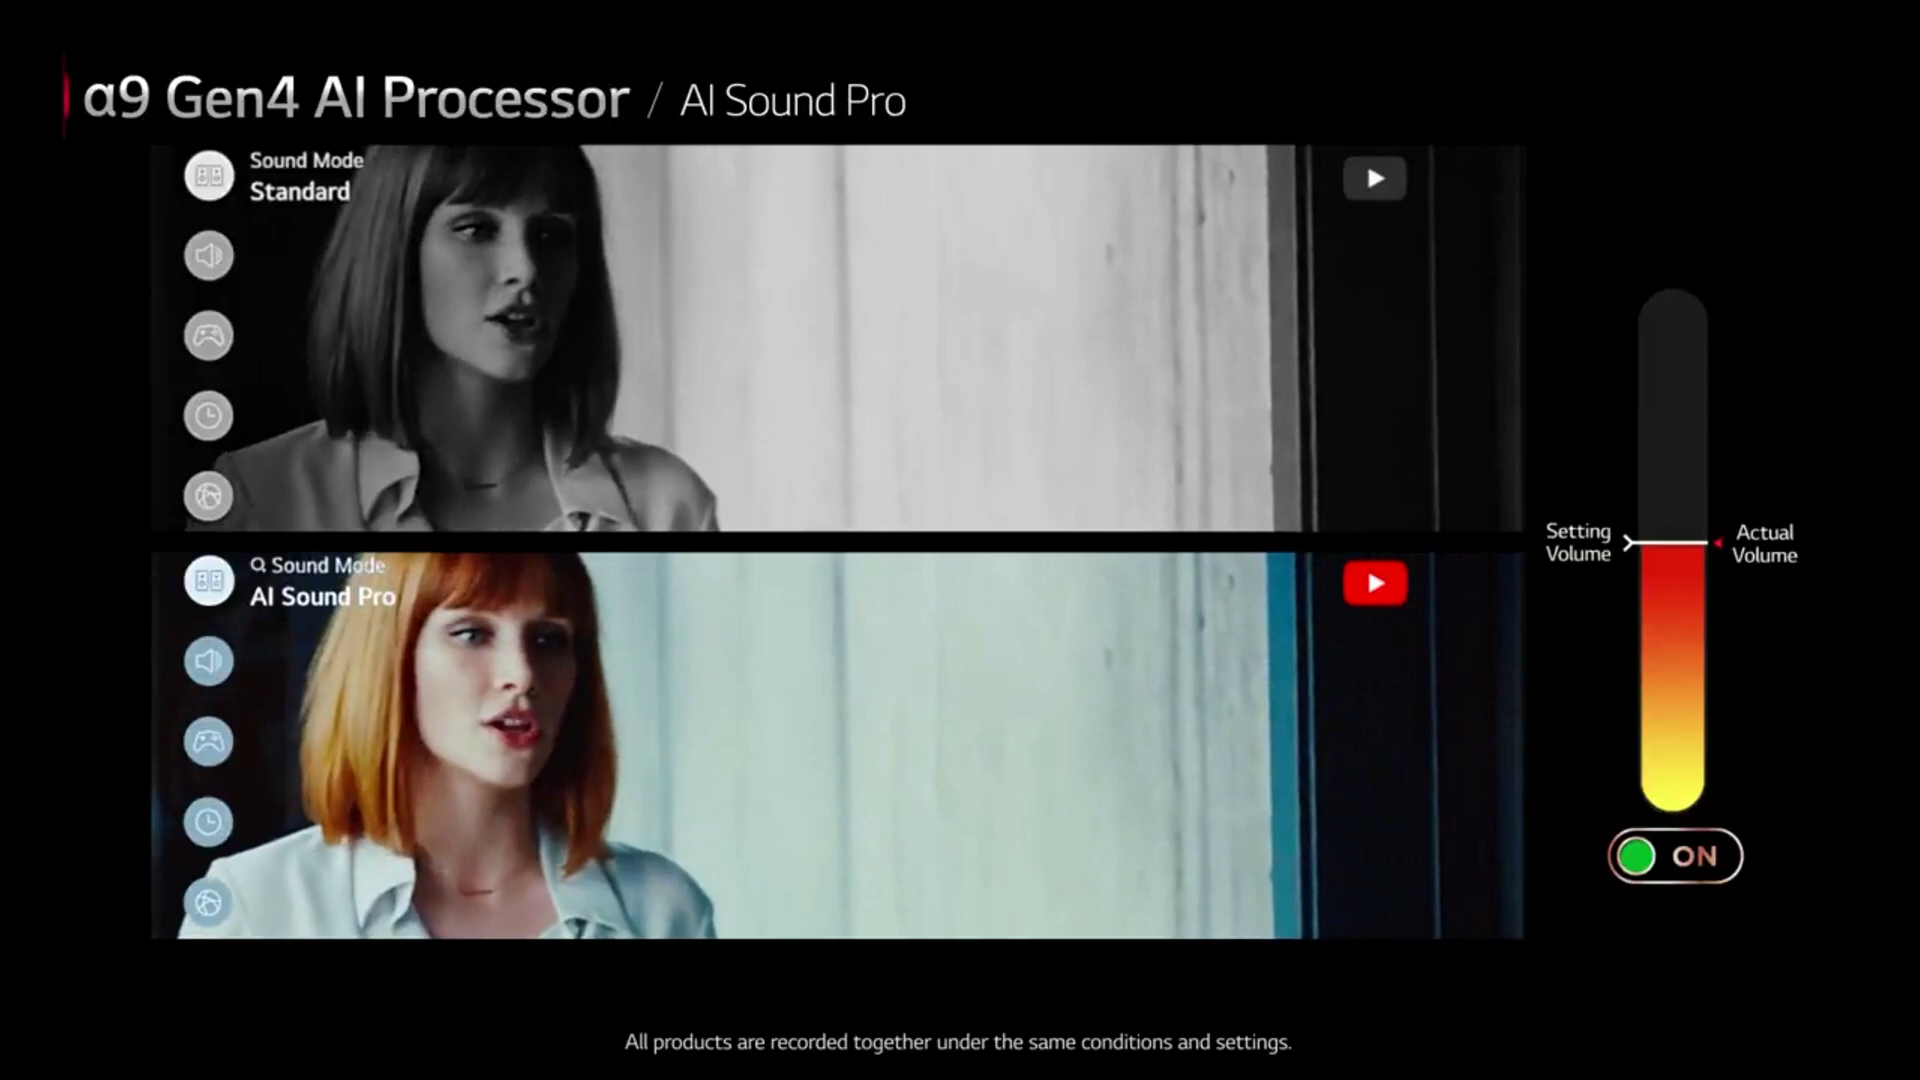 α9 Gen4 AI Processor / AI Sound Pro
Sound Mode
Standard
Sound Mode
AI Sound Pro
Setting
Volume
Actual
Volume
ON
All products are recorded together under the same conditions and settings.